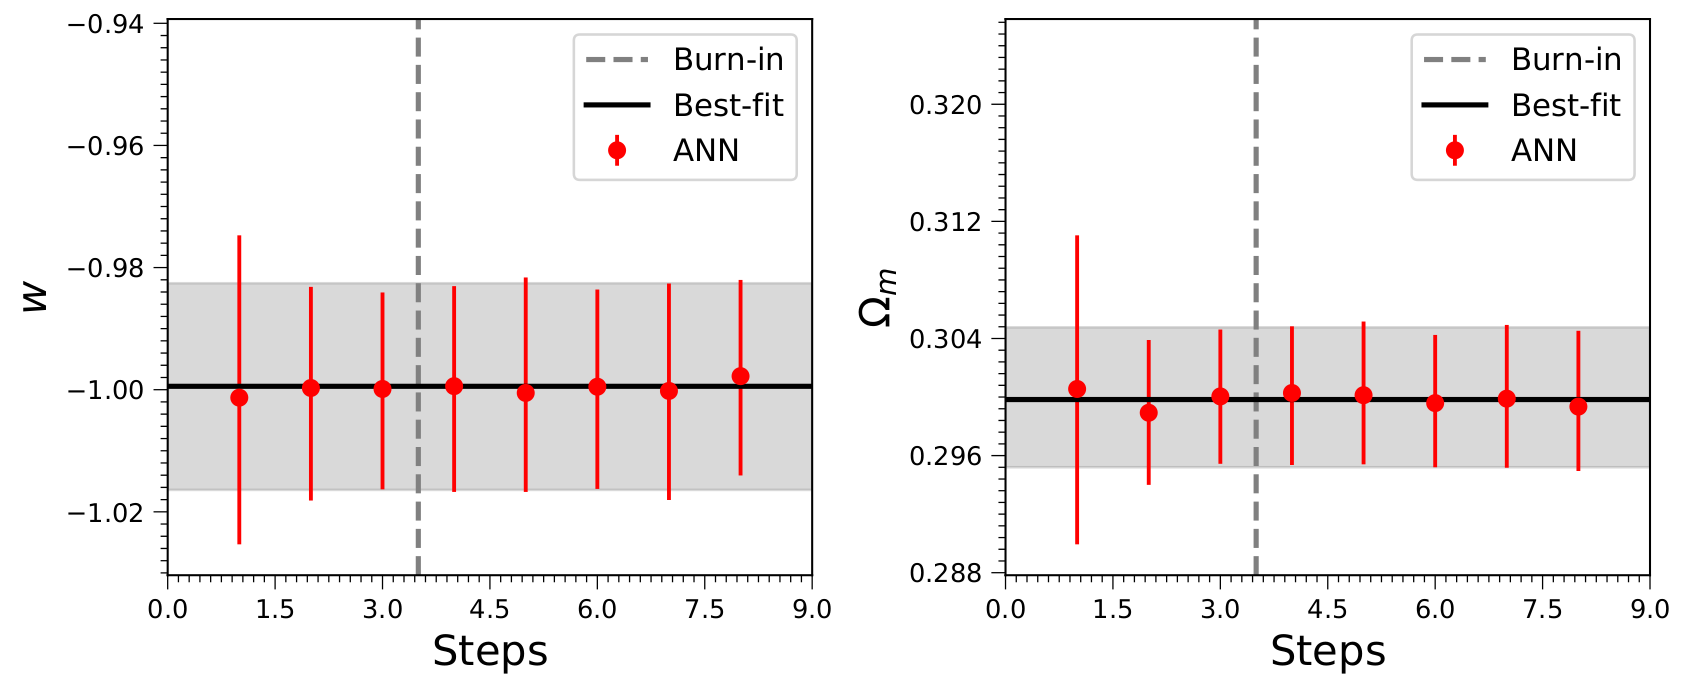 −0.94
−0.96
−0.98
−1.00
−1.02
w
0.0 1.5 3.0 4.5 6.0 7.5 9.0
Steps
Burn-in
Best-fit
ANN
0.320
0.312
0.304
0.296
0.288
Ωm
0.0 1.5 3.0 4.5 6.0 7.5 9.0
Steps
Burn-in
Best-fit
ANN